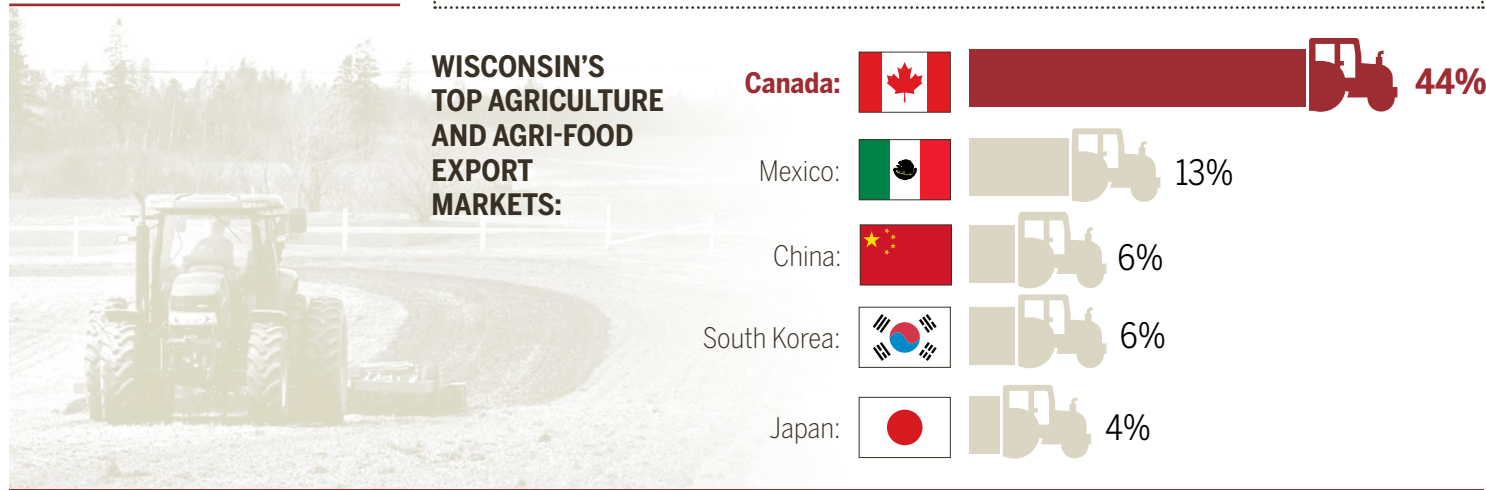 WISCONSIN’S
TOP AGRICULTURE
AND AGRI-FOOD
EXPORT
MARKETS:
Canada: 44%
Mexico: 13%
China: 6%
South Korea: 6%
Japan: 4%